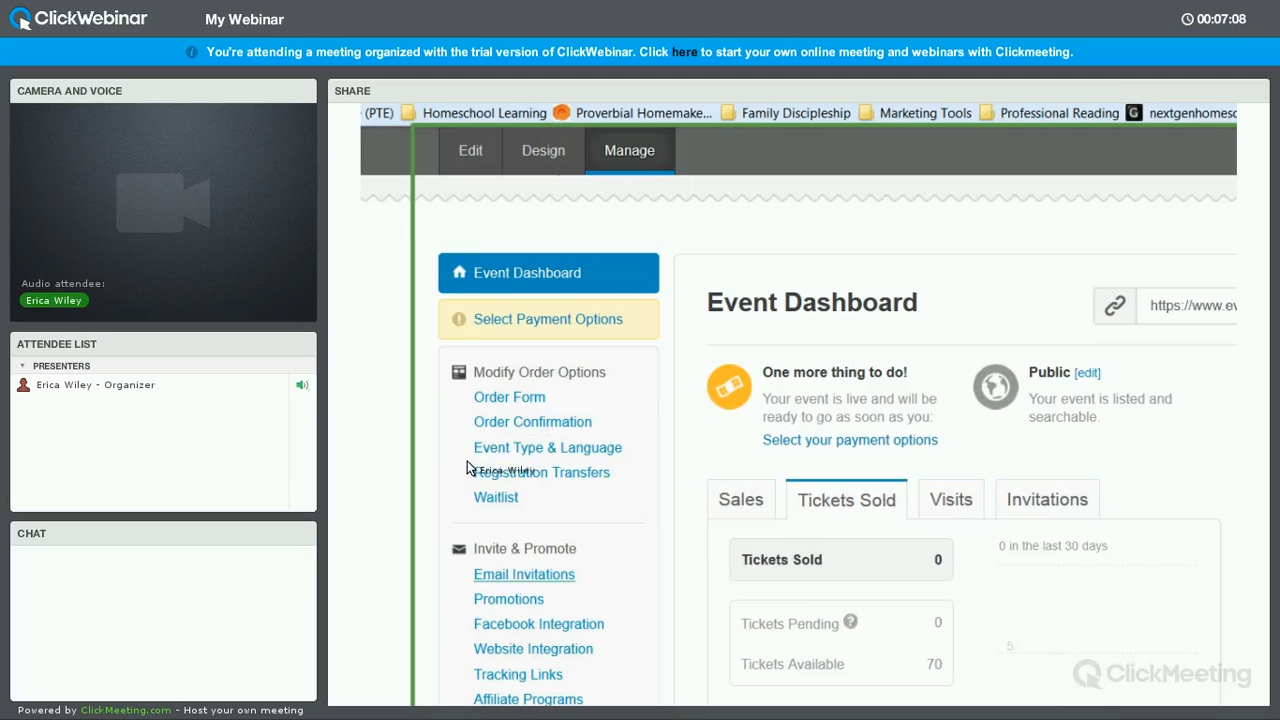 ClickWebinar
My Webinar
00:07:08
You're attending a meeting organized with the trial version of ClickWebinar. Click here to start your own online meeting and webinars with Clickmeeting.
CAMERA AND VOICE
Audio attendee:
Erica Wiley
ATTENDEE LIST
PRESENTERS
Erica Wiley - Organizer
CHAT
Powered by ClickMeeting.com - Host your own meeting
SHARE
(PTE) Homeschool Learning Proverbial Homemake... Family Discipleship Marketing Tools Professional Reading G nextgenhomesc
Edit Design Manage
Event Dashboard
Select Payment Options
Modify Order Options
Order Form
Order Confirmation
Event Type & Language
Erica Wiley
Registration Transfers
Waitlist
Invite & Promote
Email Invitations
Promotions
Facebook Integration
Website Integration
Tracking Links
Affiliate Programs
Event Dashboard
https://www.ev
One more thing to do!
Your event is live and will be
ready to go as soon as you:
Select your payment options
Public [edit]
Your event is listed and
searchable.
Sales Tickets Sold Visits Invitations
Tickets Sold 0
0 in the last 30 days
Tickets Pending ? 0
Tickets Available 70
5
ClickMeeting